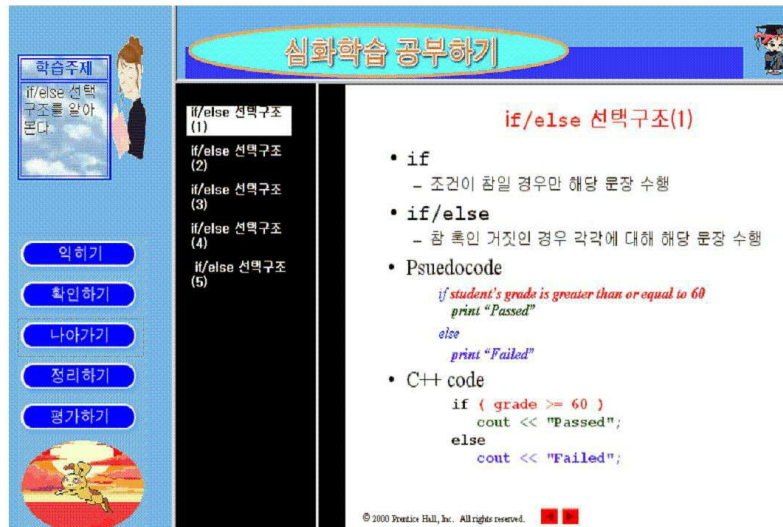 심화학습 공부하기
학습주제
if/else 선택
구조를 알아
본다
익히기
확인하기
나아가기
정리하기
평가하기
if/else 선택구조
(1)
if/else 선택구조
(2)
if/else 선택구조
(3)
if/else 선택구조
(4)
if/else 선택구조
(5)
if/else 선택구조(1)
• if
– 조건이 참일 경우만 해당 문장 수행
• if/else
– 참 혹인 거짓인 경우 각각에 대해 해당 문장 수행
• Psuedocode
if student's grade is greater than or equal to 60
print "Passed"
else
print "Failed"
• C++ code
if ( grade >= 60 )
cout << "Passed";
else
cout << "Failed";
© 2000 Prentice Hall, Inc. All rights reserved.